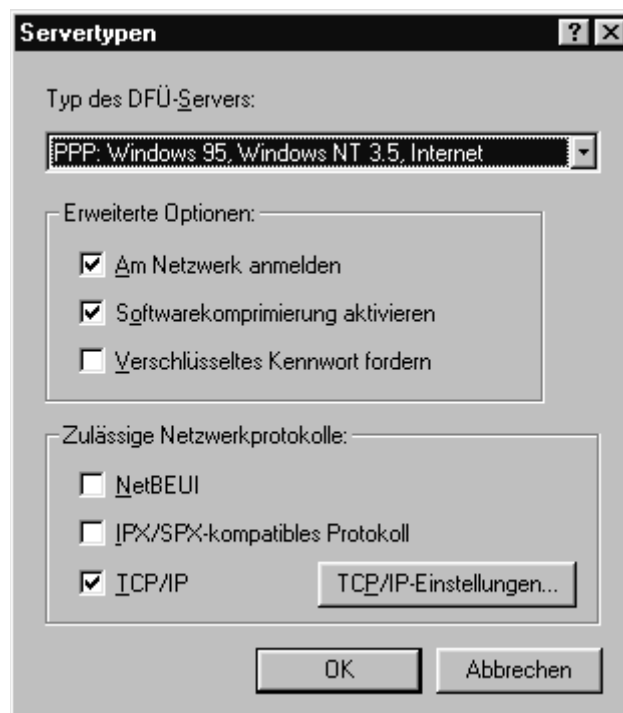 Servertypen
Typ des DFÜ-Servers:
PPP: Windows 95, Windows NT 3.5, Internet
Erweiterte Optionen:
Am Netzwerk anmelden
Softwarekomprimierung aktivieren
Verschlüsseltes Kennwort fordern
Zulässige Netzwerkprotokolle:
NetBEUI
IPX/SPX-kompatibles Protokoll
TCP/IP TCP/IP-Einstellungen...
OK Abbrechen